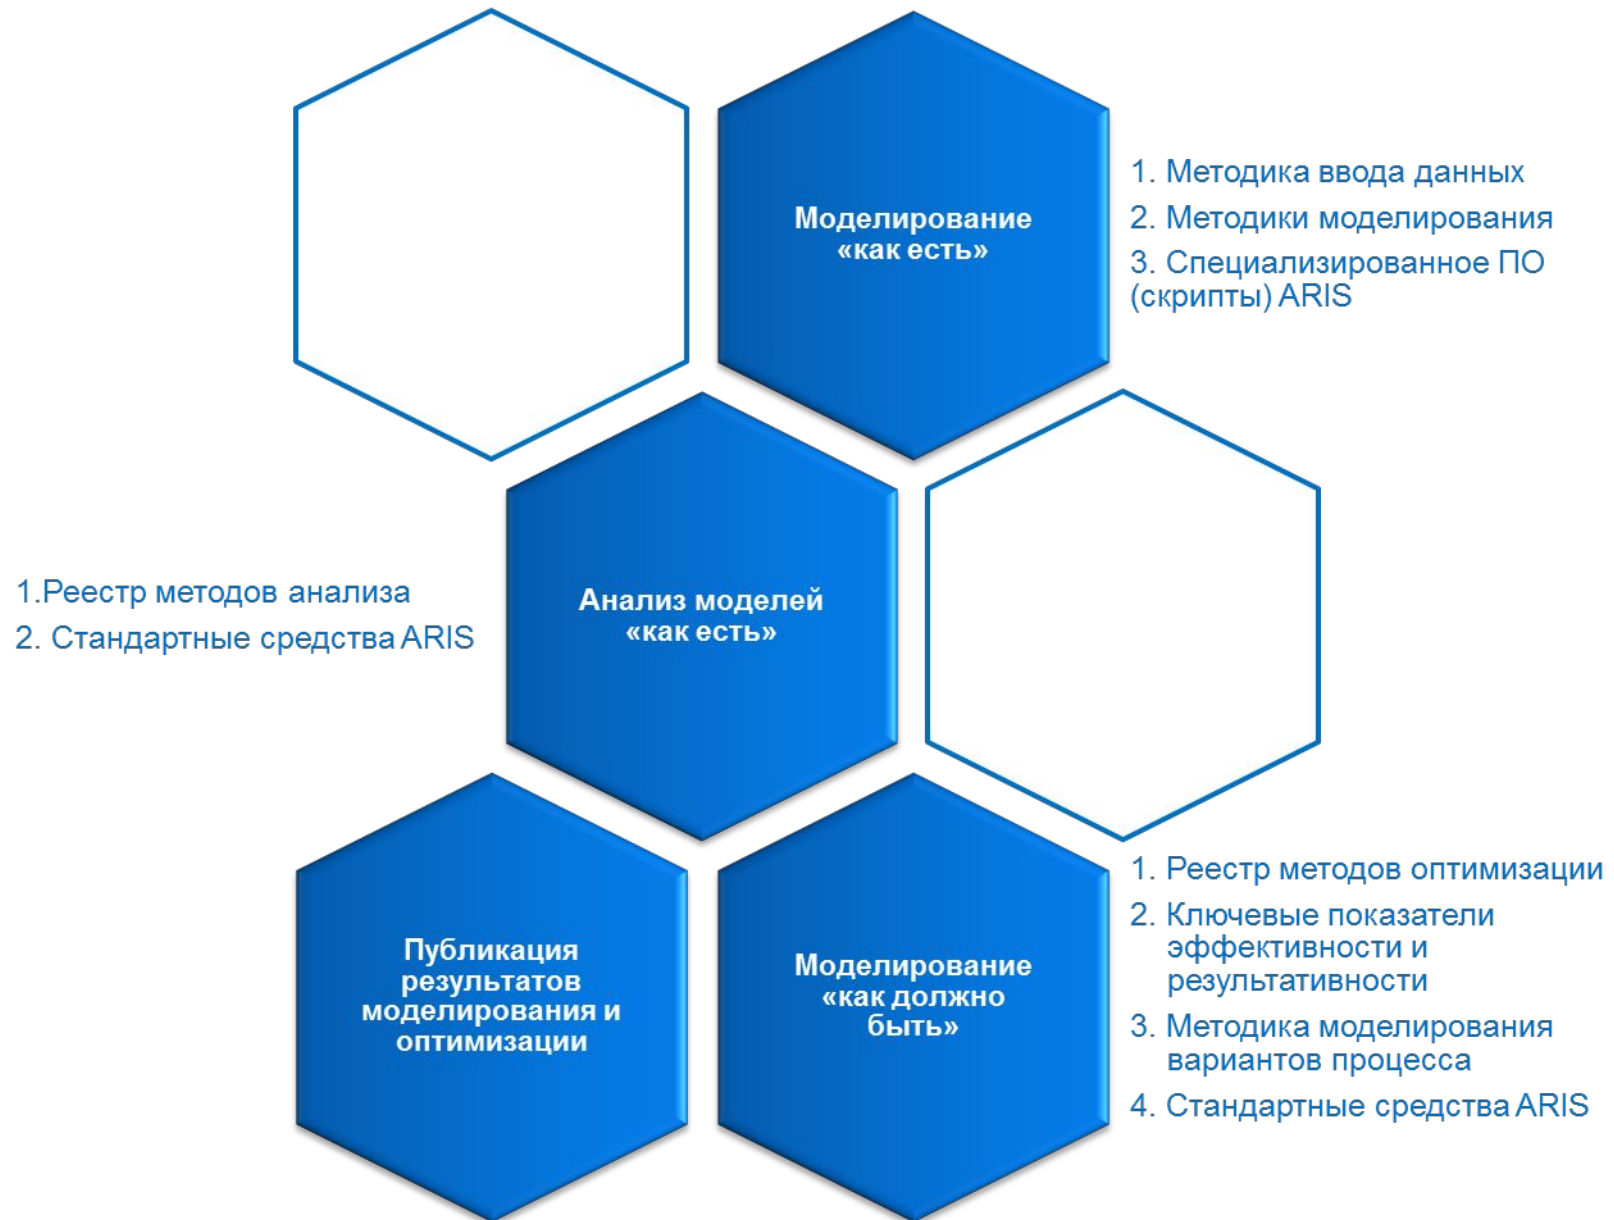 Моделирование
«как есть»
1. Методика ввода данных
2. Методики моделирования
3. Специализированное ПО
(скрипты) ARIS
1.Реестр методов анализа
2. Стандартные средства ARIS
Анализ моделей
«как есть»
Публикация
результатов
моделирования и
оптимизации
Моделирование
«как должно
быть»
1. Реестр методов оптимизации
2. Ключевые показатели
эффективности и
результативности
3. Методика моделирования
вариантов процесса
4. Стандартные средства ARIS